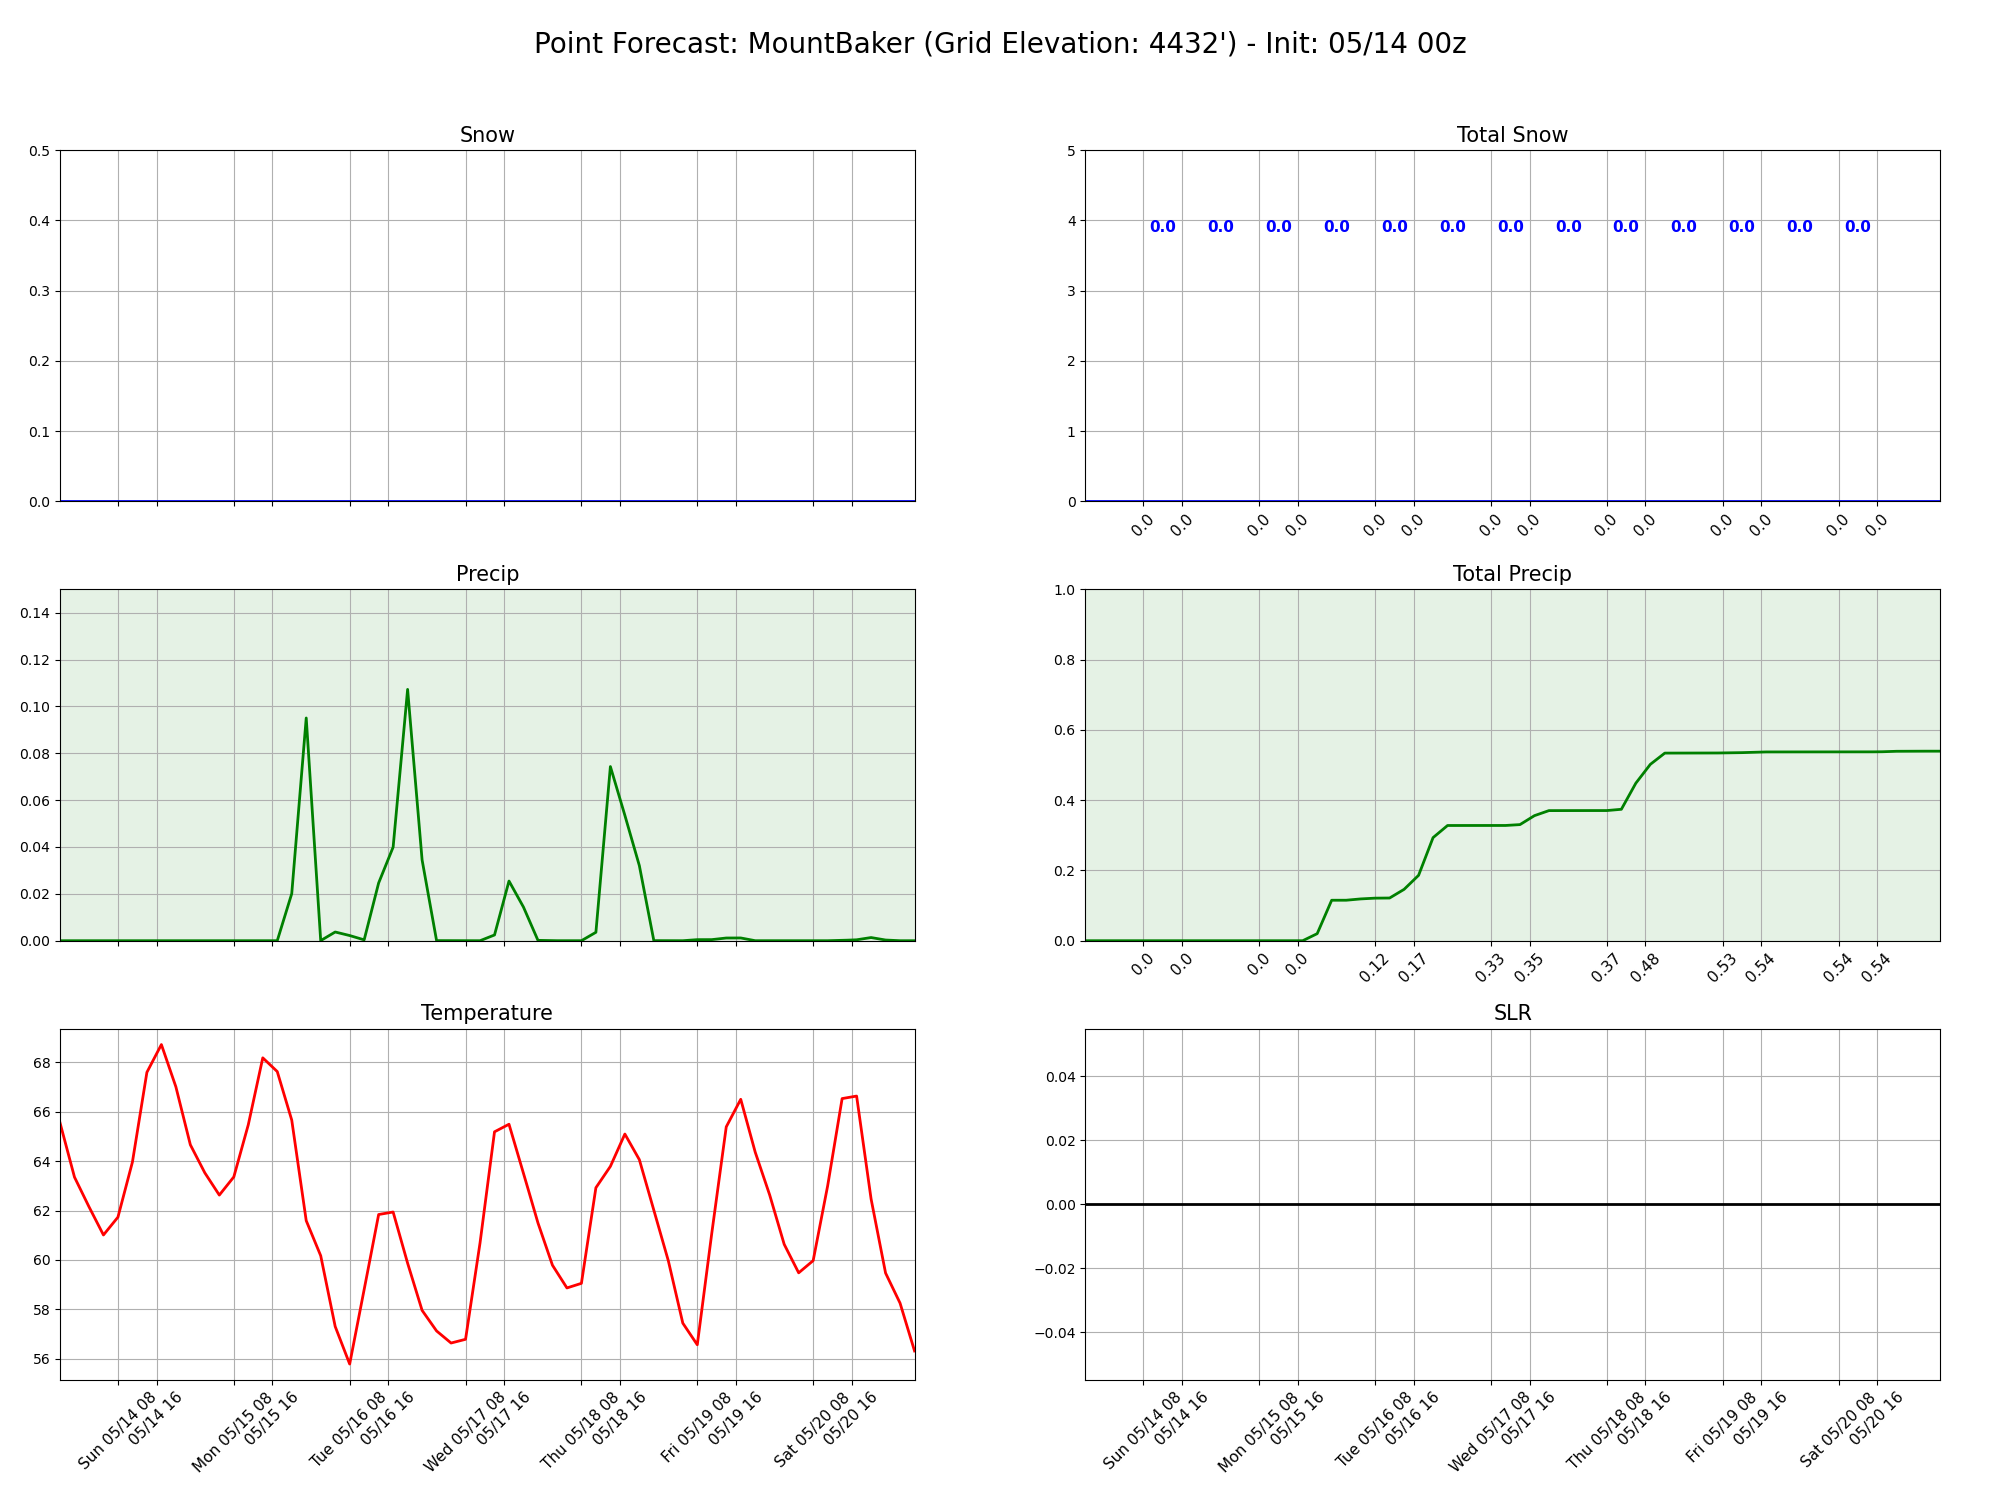 Point Forecast: MountBaker (Grid Elevation: 4432') - Init: 05/14 00z
Snow
0.5
0.4
0.3
0.2
0.1
0.0
Total Snow
5
4
3
2
1
0
0.0 0.0 0.0 0.0 0.0 0.0 0.0 0.0 0.0 0.0 0.0 0.0 0.0
0.0 0.0 0.0 0.0 0.0 0.0 0.0 0.0 0.0 0.0 0.0 0.0 0.0 0.0
Precip
0.14
0.12
0.10
0.08
0.06
0.04
0.02
0.00
Total Precip
1.0
0.8
0.6
0.4
0.2
0.0
0.0 0.0 0.0 0.0 0.12 0.17 0.33 0.35 0.37 0.48 0.53 0.54 0.54 0.54
Temperature
68
66
64
62
60
58
56
Sun 05/14 08
05/14 16
Mon 05/15 08
05/15 16
Tue 05/16 08
05/16 16
Wed 05/17 08
05/17 16
Thu 05/18 08
05/18 16
Fri 05/19 08
05/19 16
Sat 05/20 08
05/20 16
SLR
0.04
0.02
0.00
−0.02
−0.04
Sun 05/14 08
05/14 16
Mon 05/15 08
05/15 16
Tue 05/16 08
05/16 16
Wed 05/17 08
05/17 16
Thu 05/18 08
05/18 16
Fri 05/19 08
05/19 16
Sat 05/20 08
05/20 16